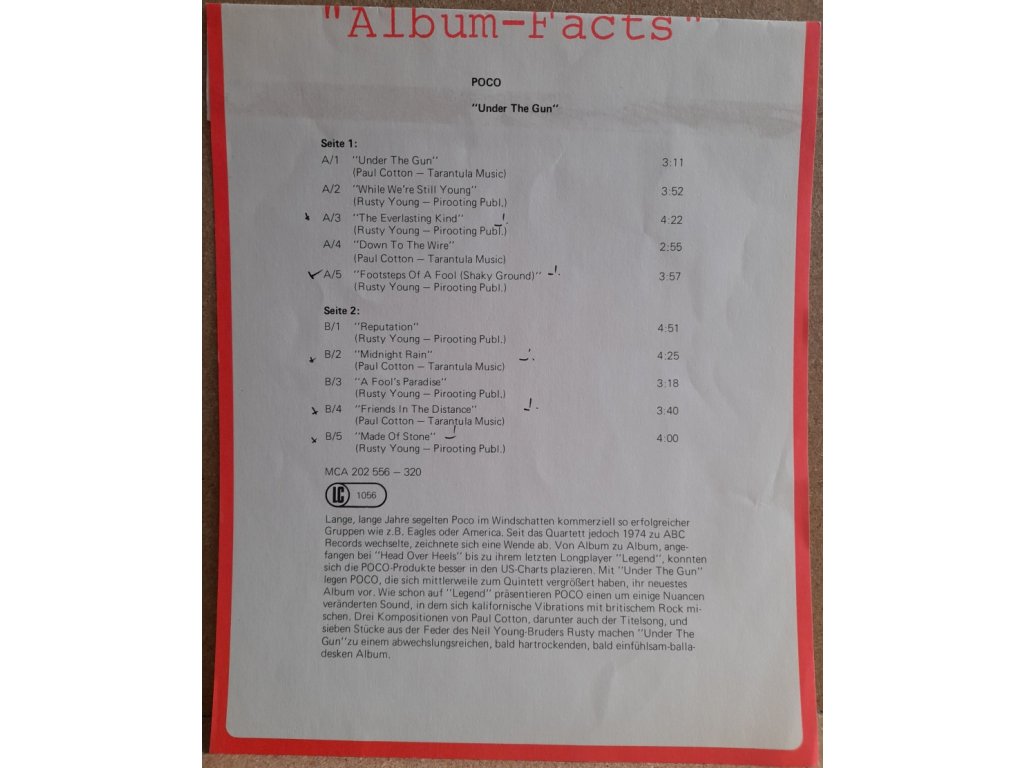 "Album-Facts"
POCO
"Under The Gun"
Seite 1:
A/1 "Under The Gun" 3:11
(Paul Cotton — Tarantula Music)
A/2 "While We're Still Young" 3:52
(Rusty Young — Pirooting Publ.)
A/3 "The Everlasting Kind" 4:22
(Rusty Young — Pirooting Publ.)
A/4 "Down To The Wire" 2:55
(Paul Cotton — Tarantula Music)
A/5 "Footsteps Of A Fool (Shaky Ground)" 3:57
(Rusty Young — Pirooting Publ.)
Seite 2:
B/1 "Reputation" 4:51
(Rusty Young — Pirooting Publ.)
B/2 "Midnight Rain" 4:25
(Paul Cotton — Tarantula Music)
B/3 "A Fool's Paradise" 3:18
(Rusty Young — Pirooting Publ.)
B/4 "Friends In The Distance" 3:40
(Paul Cotton — Tarantula Music)
B/5 "Made Of Stone" 4:00
(Rusty Young — Pirooting Publ.)
MCA 202 556 — 320
LC 1056
Lange, lange Jahre segelten Poco im Windschatten kommerziell so erfolgreicher
Gruppen wie z.B. Eagles oder America. Seit das Quartett jedoch 1974 zu ABC
Records wechselte, zeichnete sich eine Wende ab. Von Album zu Album, ange-
fangen bei "Head Over Heels" bis zu ihrem letzten Longplayer "Legend", konnten
sich die POCO-Produkte besser in den US-Charts plazieren. Mit "Under The Gun"
legen POCO, die sich mittlerweile zum Quintett vergrößert haben, ihr neuestes
Album vor. Wie schon auf "Legend" präsentieren POCO einen um einige Nuancen
veränderten Sound, in dem sich kalifornische Vibrations mit britischem Rock mi-
schen. Drei Kompositionen von Paul Cotton, darunter auch der Titelsong, und
sieben Stücke aus der Feder des Neil Young-Bruders Rusty machen "Under The
Gun"zu einem abwechslungsreichen, bald hartrockenden, bald einfühlsam-balla-
desken Album.